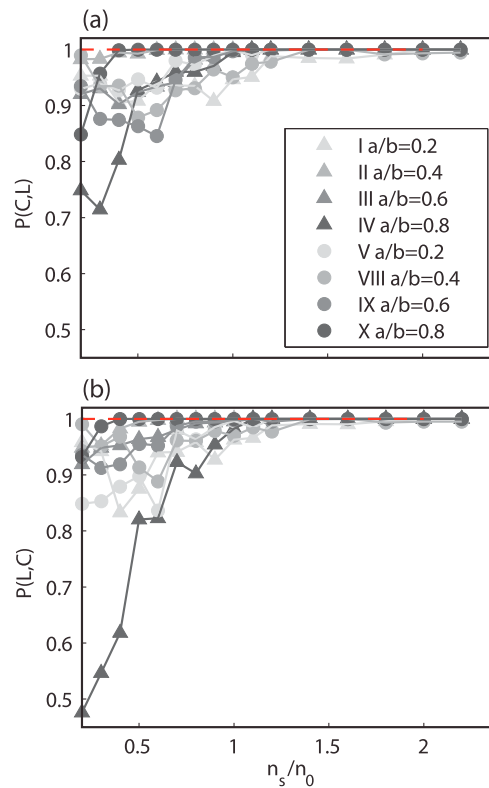 (a)
1
0.9
0.8
0.7
0.6
0.5
P(C,L)
I a/b=0.2
II a/b=0.4
III a/b=0.6
IV a/b=0.8
V a/b=0.2
VIII a/b=0.4
IX a/b=0.6
X a/b=0.8
(b)
1
0.9
0.8
0.7
0.6
0.5
P(L,C)
0.5 1 1.5 2
n_s/n_0